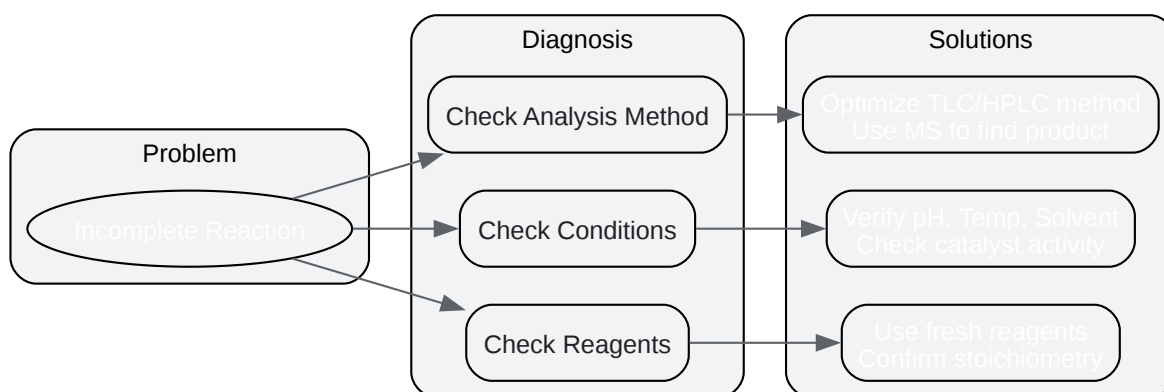 Problem
Incomplete Reaction
Diagnosis
Check Analysis Method
Check Conditions
Check Reagents
Solutions
Optimize TLC/HPLC method
Use MS to find product
Verify pH, Temp, Solvent
Check catalyst activity
Use fresh reagents
Confirm stoichiometry